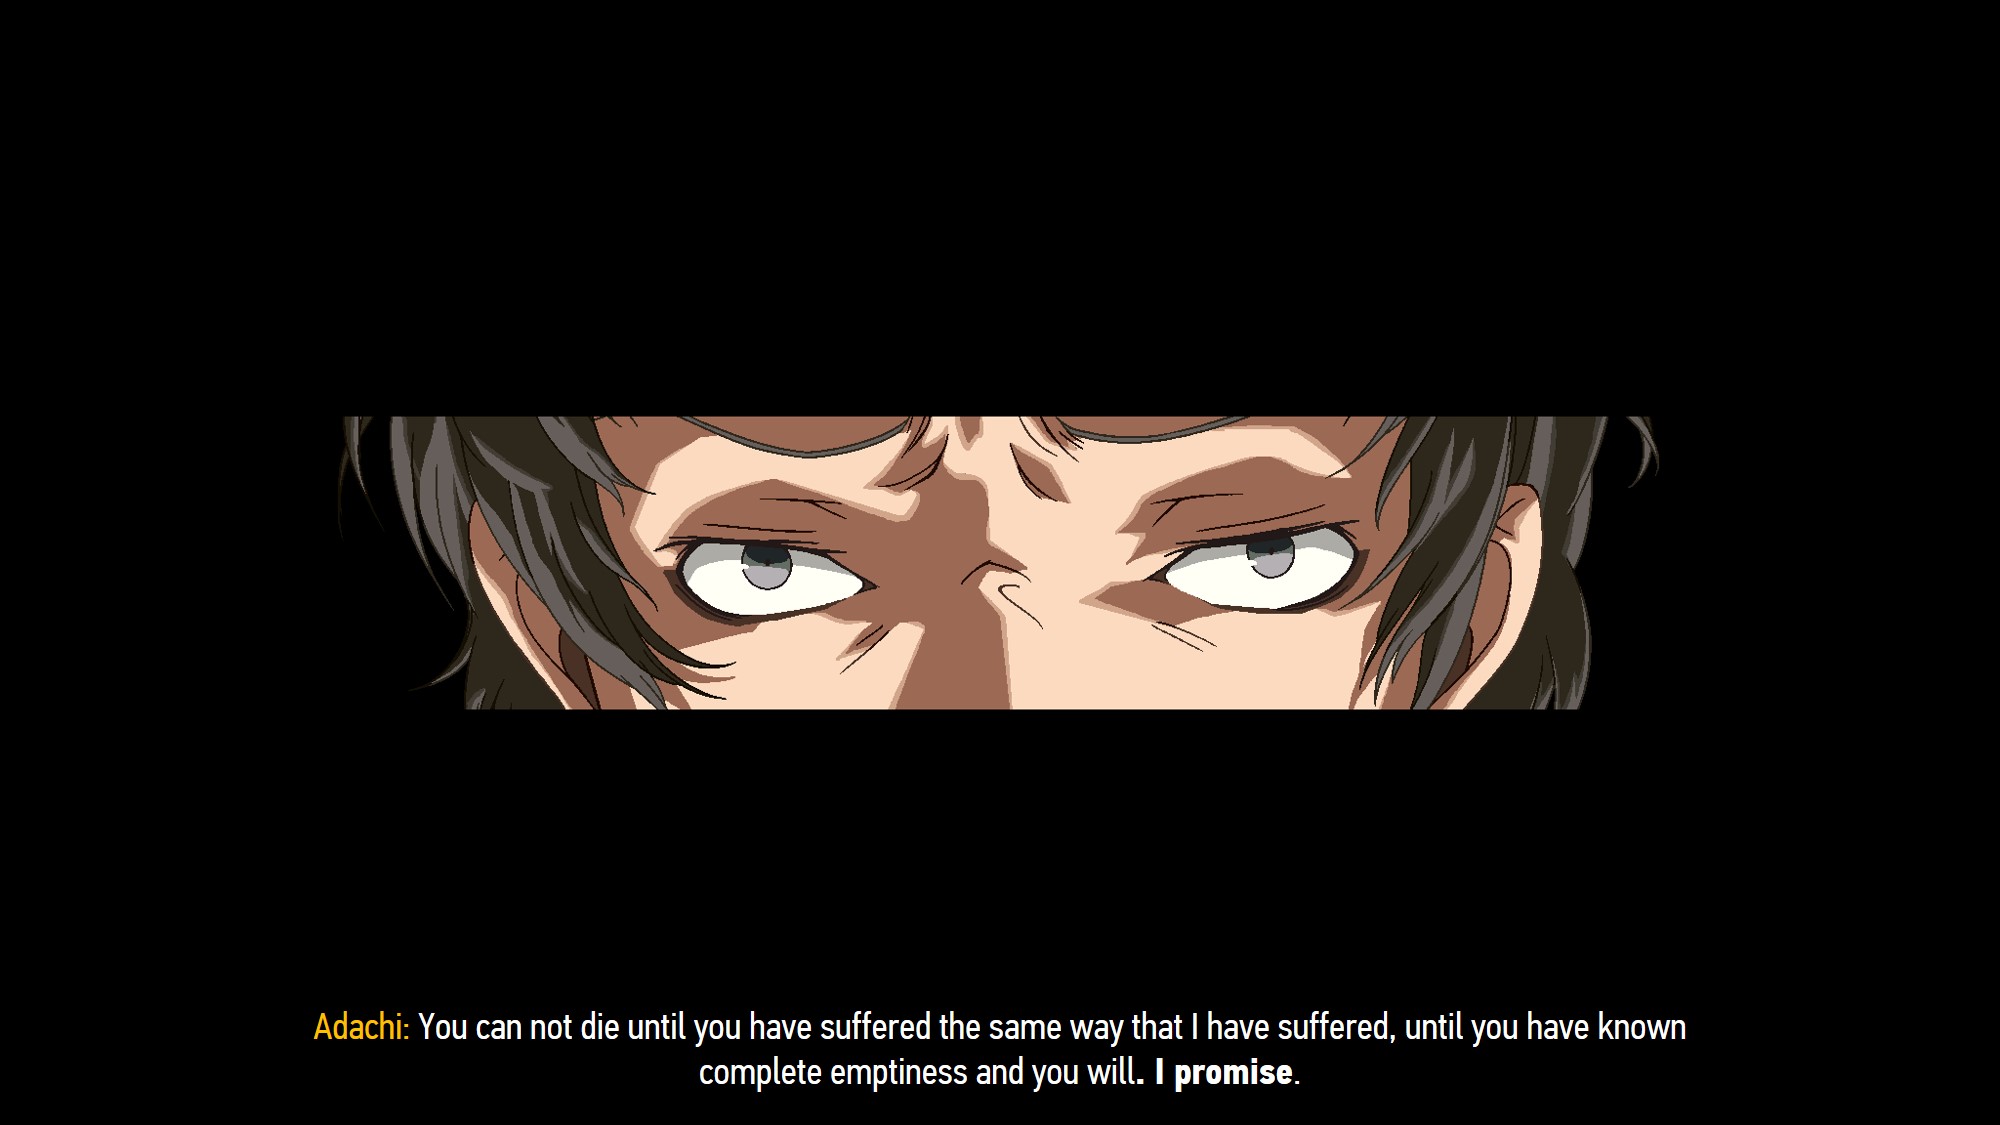 Adachi: You can not die until you have suffered the same way that I have suffered, until you have known
complete emptiness and you will. I promise.